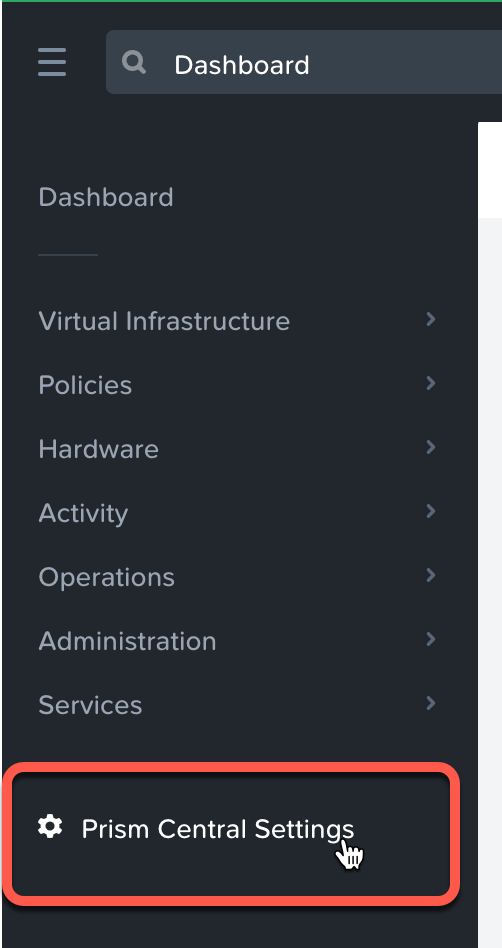 Dashboard
Dashboard
Virtual Infrastructure
Policies
Hardware
Activity
Operations
Administration
Services
Prism Central Settings